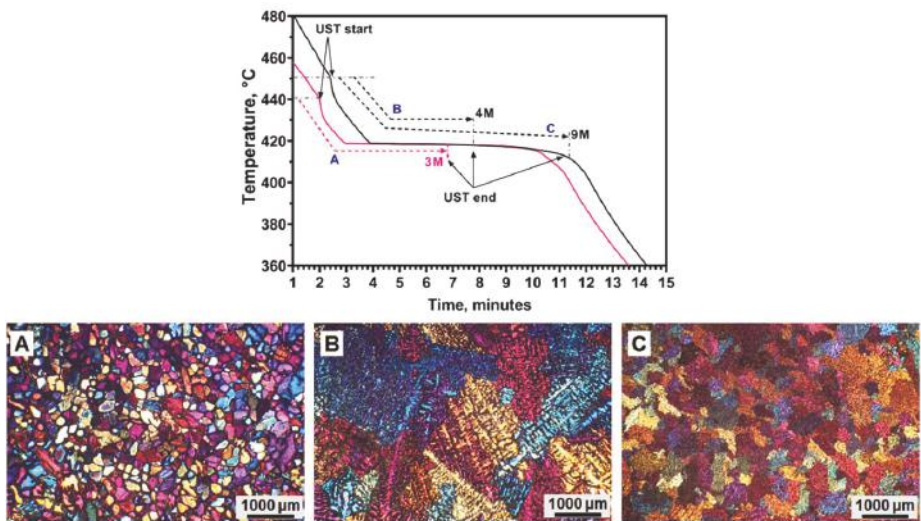 480
460
440
420
400
380
360
Temperature, °C
UST start
B
4M
C
9M
A
3M
UST end
1 2 3 4 5 6 7 8 9 10 11 12 13 14 15
Time, minutes
A
1000 µm
B
1000 µm
C
1000 µm